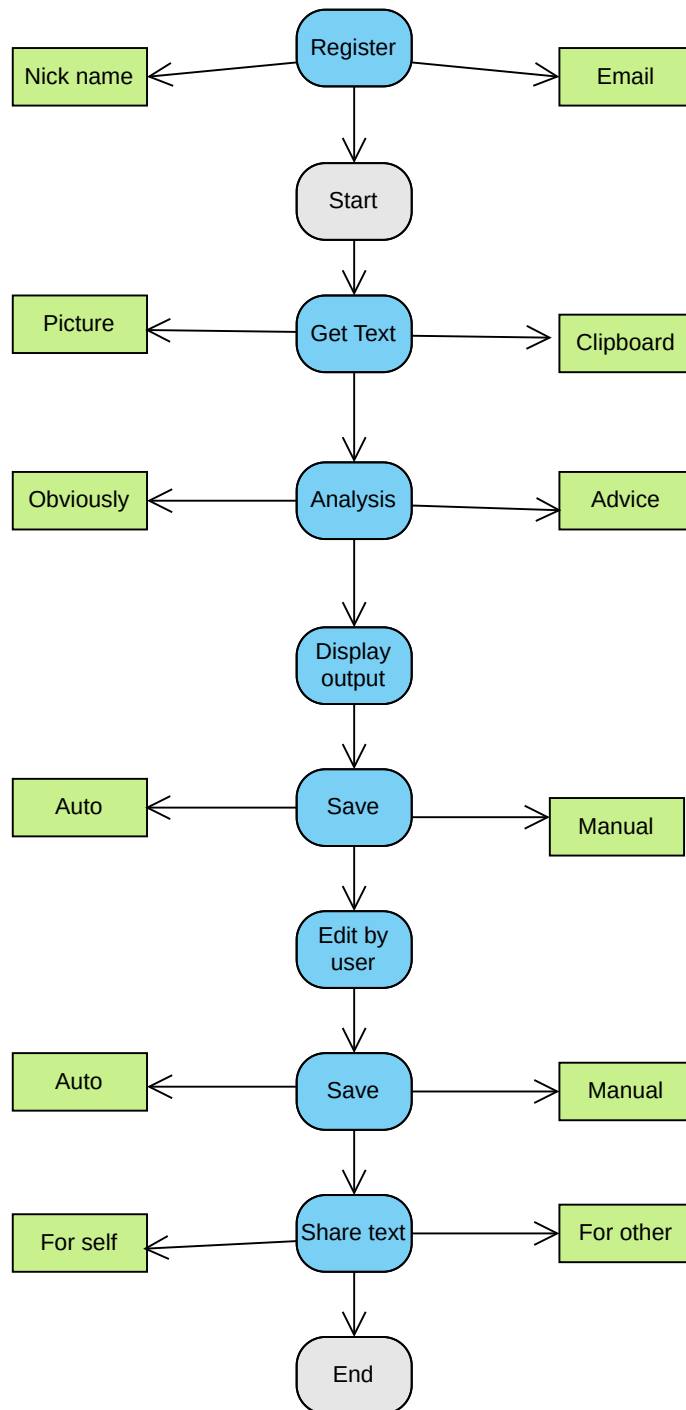 Register
Nick name
Email
Start
Picture
Get Text
Clipboard
Obviously
Analysis
Advice
Display
output
Auto
Save
Manual
Edit by
user
Auto
Save
Manual
For self
Share text
For other
End